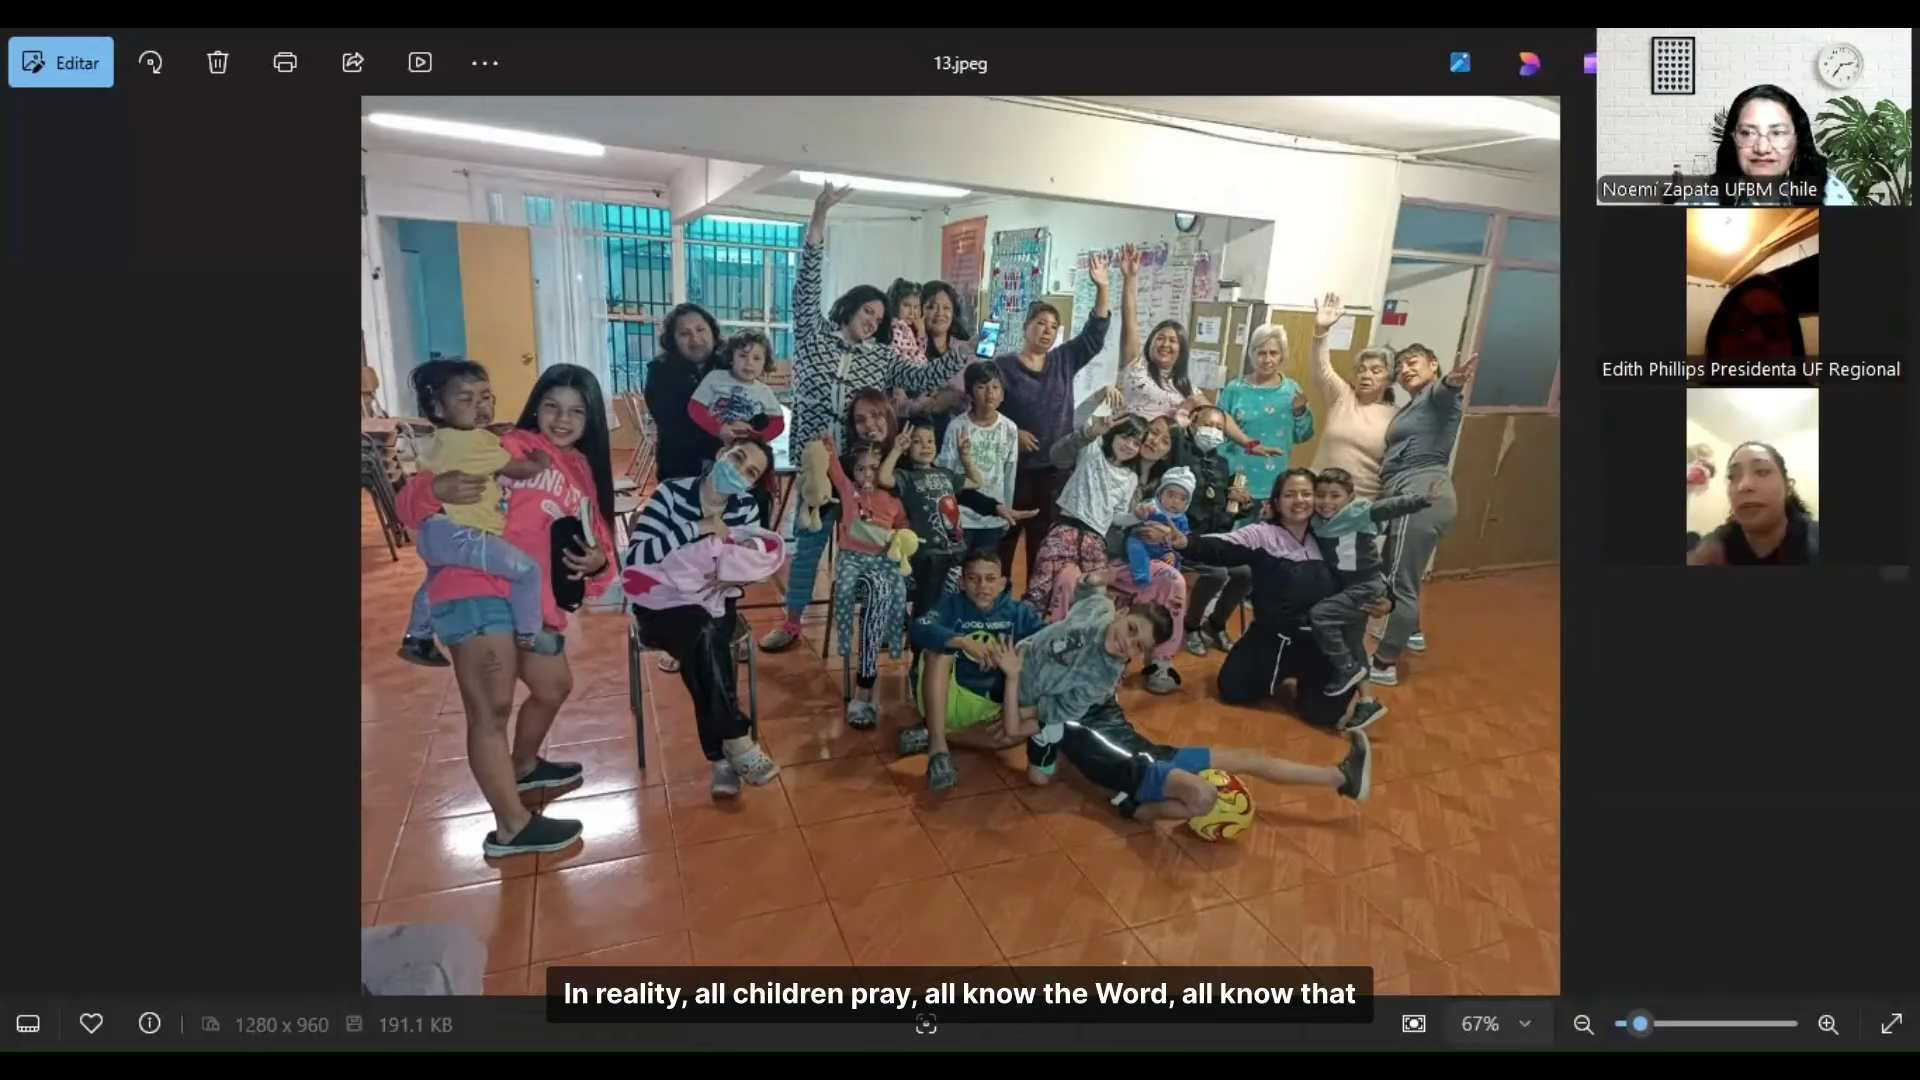 Editar
13.jpeg
Noemí Zapata UFBM Chile
Edith Phillips Presidenta UF Regional
In reality, all children pray, all know the Word, all know that
1280 x 960
191.1 KB
67%